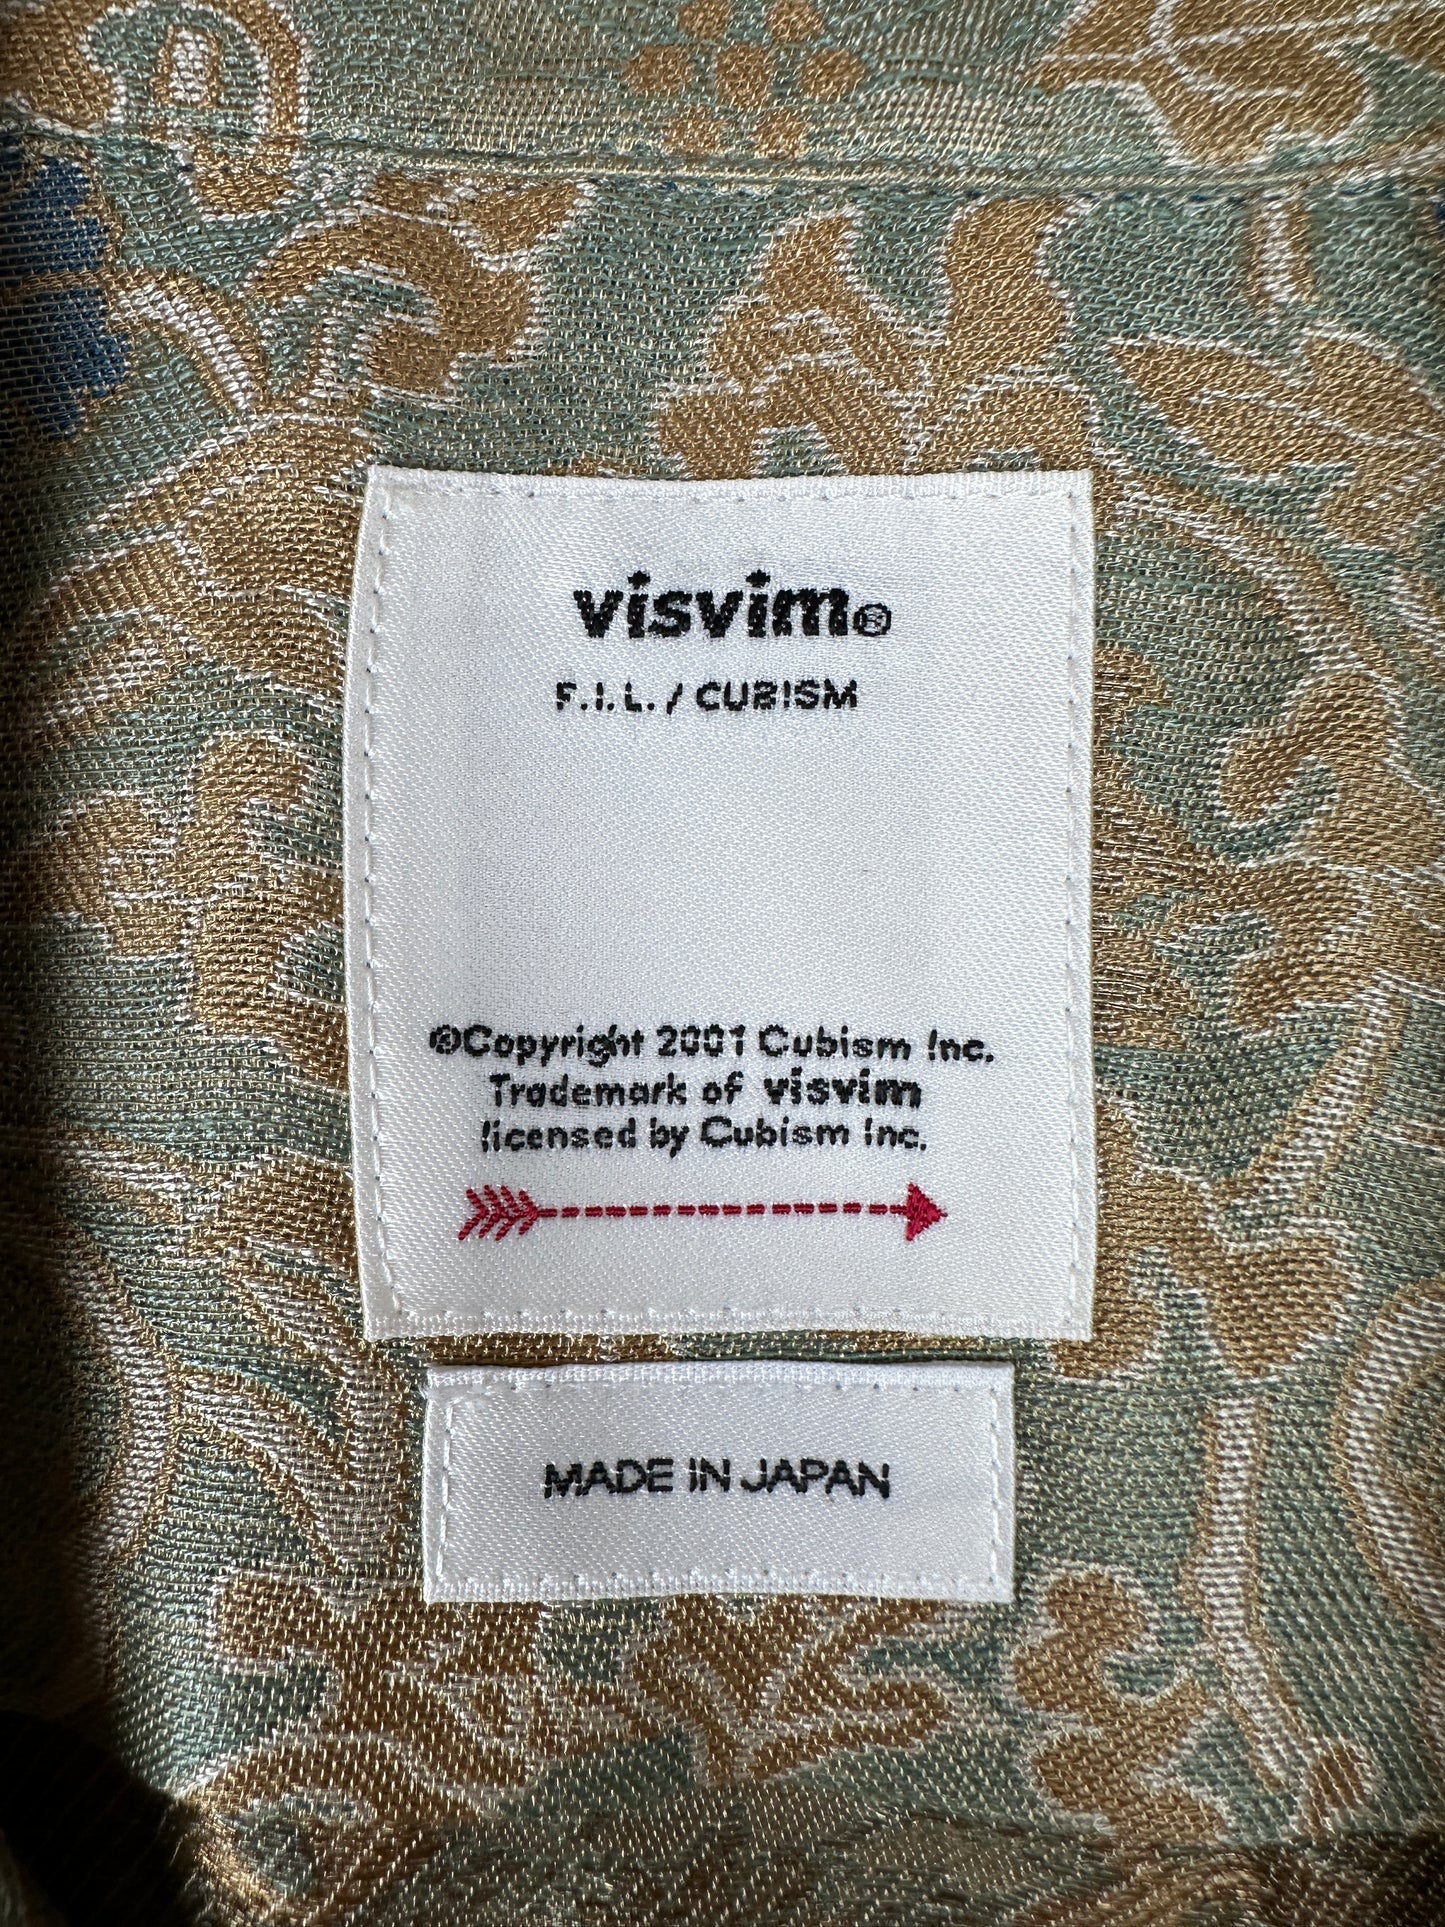 visvim®
F.I.L. / CUBISM
©Copyright 2001 Cubism Inc.
Trademark of visvim
licensed by Cubism Inc.
MADE IN JAPAN